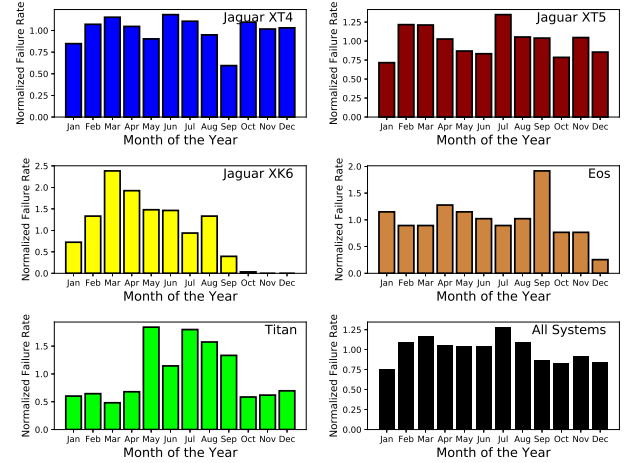 Jaguar XT4
Normalized Failure Rate
1.00
0.75
0.50
0.25
0.00
Jan Feb Mar Apr May Jun Jul Aug Sep Oct Nov Dec
Month of the Year
Jaguar XT5
Normalized Failure Rate
1.25
1.00
0.75
0.50
0.25
0.00
Jan Feb Mar Apr May Jun Jul Aug Sep Oct Nov Dec
Month of the Year
Jaguar XK6
Normalized Failure Rate
2.5
2.0
1.5
1.0
0.5
0.0
Jan Feb Mar Apr May Jun Jul Aug Sep Oct Nov Dec
Month of the Year
Eos
Normalized Failure Rate
2.0
1.5
1.0
0.5
0.0
Jan Feb Mar Apr May Jun Jul Aug Sep Oct Nov Dec
Month of the Year
Titan
Normalized Failure Rate
1.5
1.0
0.5
0.0
Jan Feb Mar Apr May Jun Jul Aug Sep Oct Nov Dec
Month of the Year
All Systems
Normalized Failure Rate
1.25
1.00
0.75
0.50
0.25
0.00
Jan Feb Mar Apr May Jun Jul Aug Sep Oct Nov Dec
Month of the Year